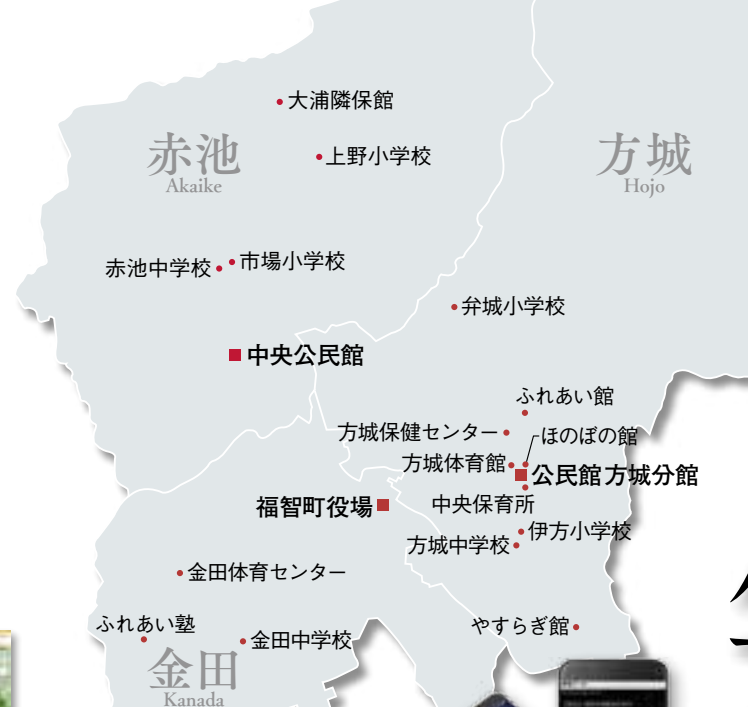 大浦隣保館
赤池
Akaike
上野小学校
方城
Hojo
赤池中学校
市場小学校
弁城小学校
中央公民館
ふれあい館
方城保健センター
ほのぼの館
方城体育館
公民館方城分館
中央保育所
福智町役場
伊方小学校
方城中学校
金田体育センター
ふれあい塾
金田中学校
やすらぎ館
金田
Kanada